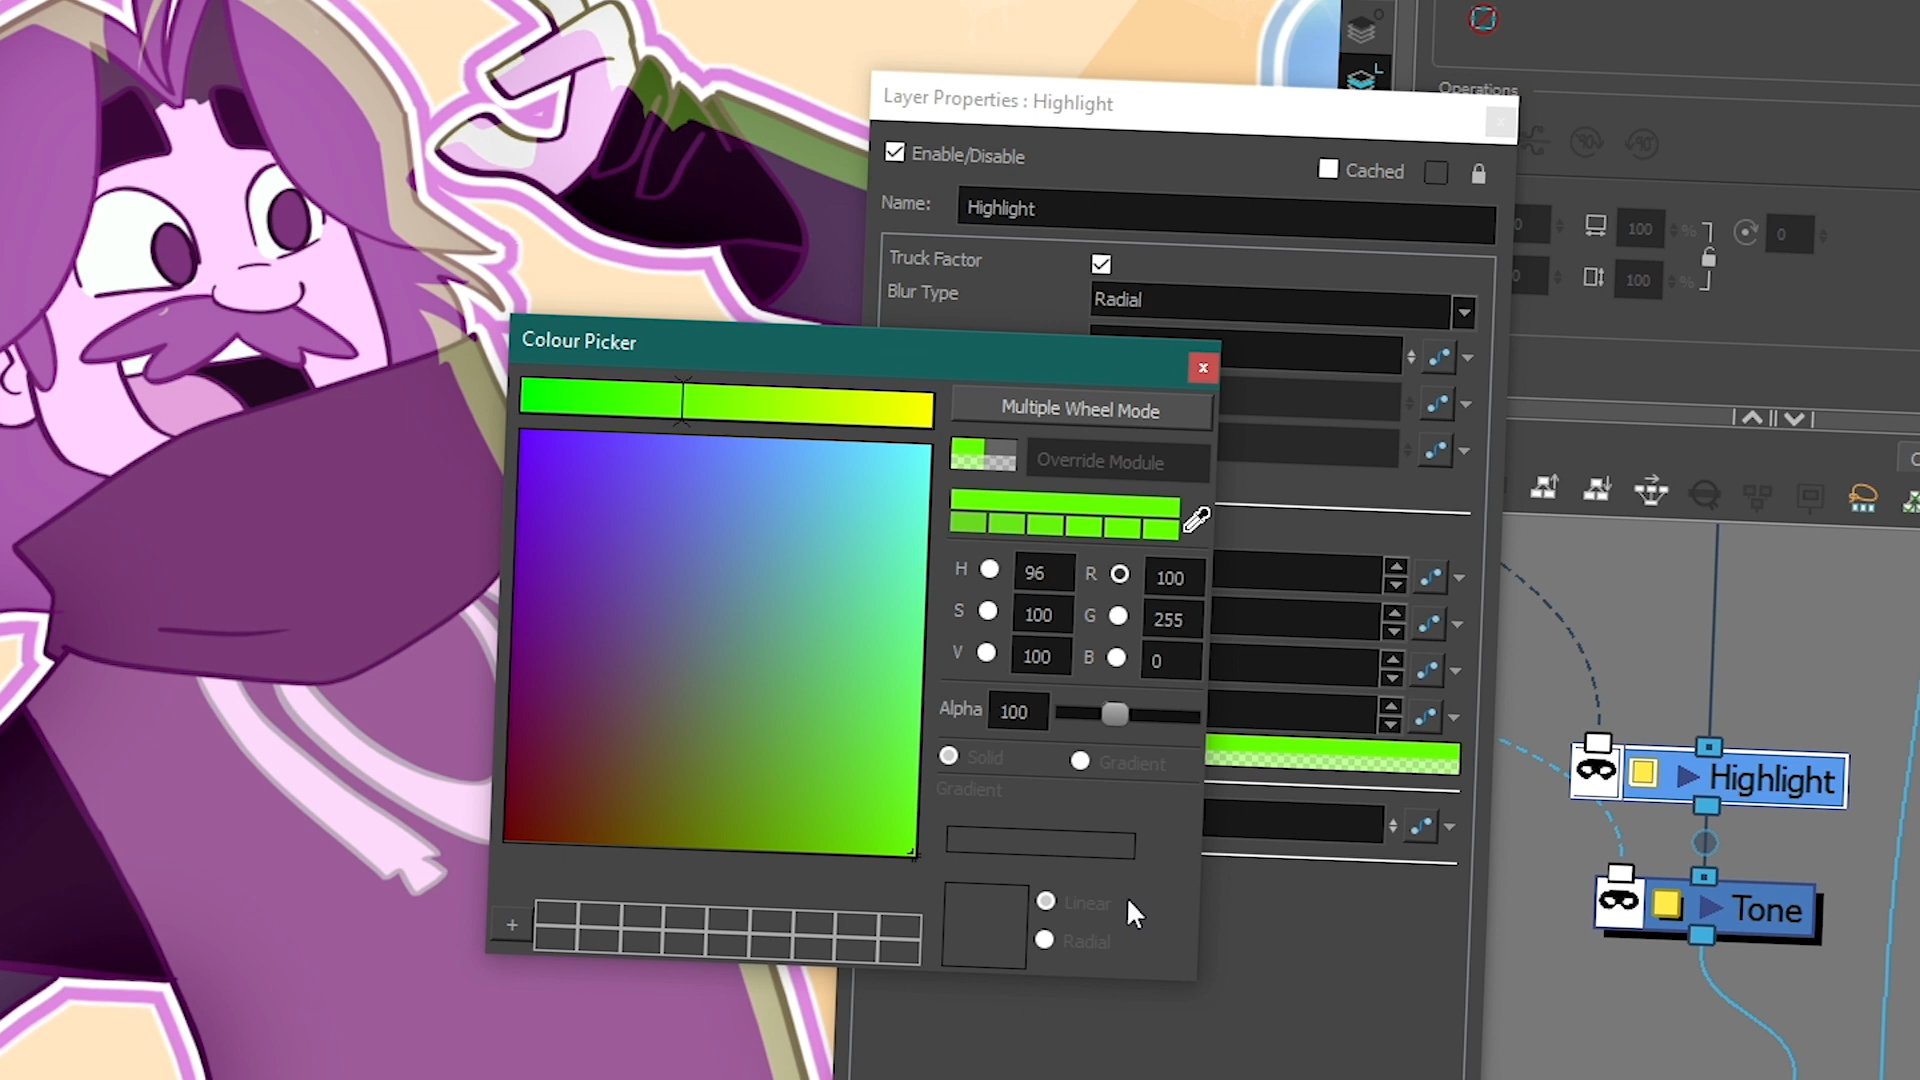 Layer Properties : Highlight
Operations
Enable/Disable
Cached
Name:
Highlight
Truck Factor
Blur Type
Radial
Colour Picker
Multiple Wheel Mode
Override Module
H 96 R 100
S 100 G 255
V 100 B 0
Alpha 100
Solid
Gradient
Gradient
Linear
Radial
100 %
0
100 %
90
90
L
Highlight
Tone